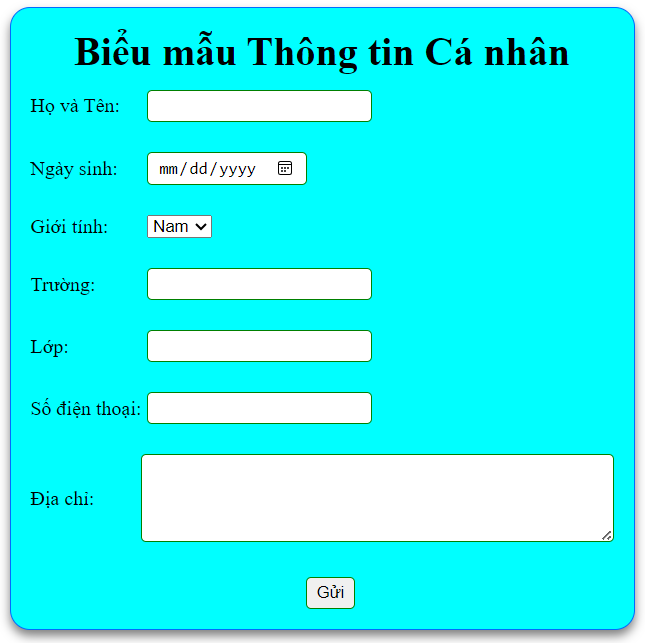 Biểu mẫu Thông tin Cá nhân
Họ và Tên:
Ngày sinh: mm/dd/yyyy
Giới tính: Nam
Trường:
Lớp:
Số điện thoại:
Địa chỉ:
Gửi